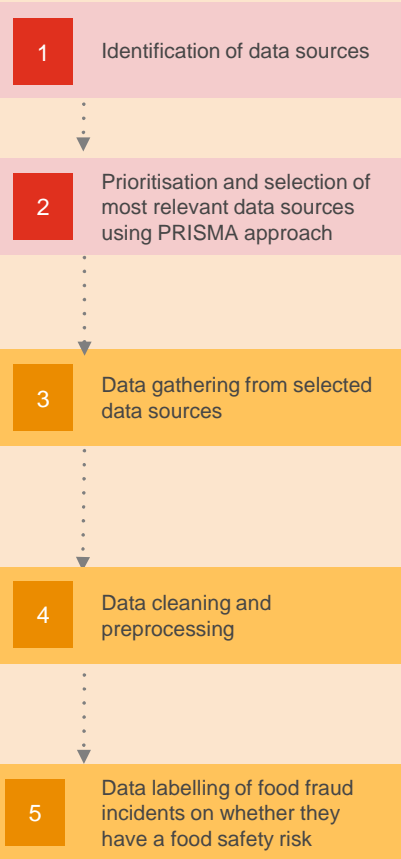 1
Identification of data sources
2
Prioritisation and selection of
most relevant data sources
using PRISMA approach
3
Data gathering from selected
data sources
4
Data cleaning and
preprocessing
5
Data labelling of food fraud
incidents on whether they
have a food safety risk